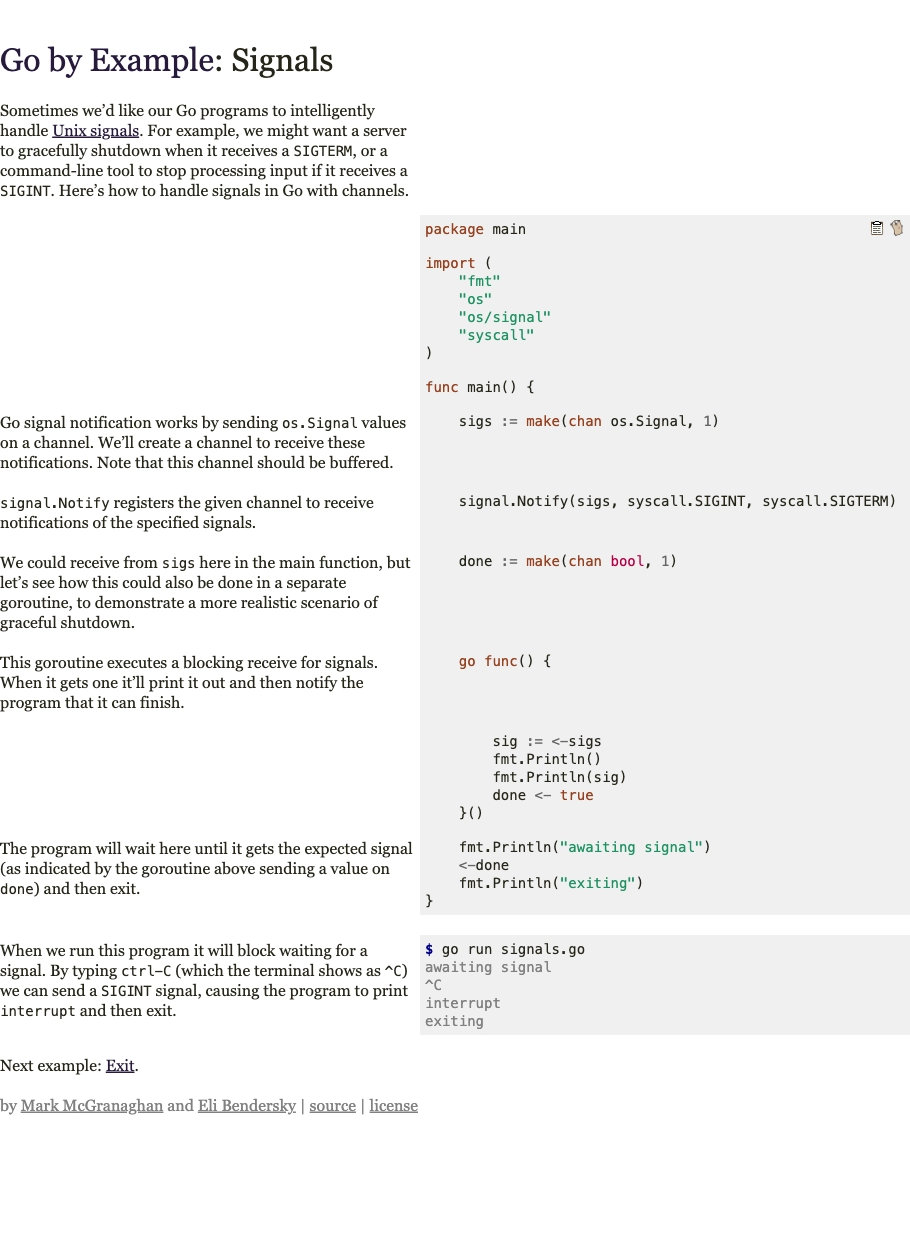 Go by Example: Signals
Sometimes we’d like our Go programs to intelligently
handle Unix signals. For example, we might want a server
to gracefully shutdown when it receives a SIGTERM, or a
command-line tool to stop processing input if it receives a
SIGINT. Here’s how to handle signals in Go with channels.
package main
import (
    "fmt"
    "os"
    "os/signal"
    "syscall"
)
func main() {
Go signal notification works by sending os.Signal values
on a channel. We’ll create a channel to receive these
notifications. Note that this channel should be buffered.
    sigs := make(chan os.Signal, 1)
signal.Notify registers the given channel to receive
notifications of the specified signals.
    signal.Notify(sigs, syscall.SIGINT, syscall.SIGTERM)
We could receive from sigs here in the main function, but
let’s see how this could also be done in a separate
goroutine, to demonstrate a more realistic scenario of
graceful shutdown.
    done := make(chan bool, 1)
This goroutine executes a blocking receive for signals.
When it gets one it’ll print it out and then notify the
program that it can finish.
    go func() {
        sig := <-sigs
        fmt.Println()
        fmt.Println(sig)
        done <- true
    }()
The program will wait here until it gets the expected signal
(as indicated by the goroutine above sending a value on
done) and then exit.
    fmt.Println("awaiting signal")
    <-done
    fmt.Println("exiting")
}
When we run this program it will block waiting for a
signal. By typing ctrl-C (which the terminal shows as ^C)
we can send a SIGINT signal, causing the program to print
interrupt and then exit.
$ go run signals.go
awaiting signal
^C
interrupt
exiting
Next example: Exit.
by Mark McGranaghan and Eli Bendersky | source | license